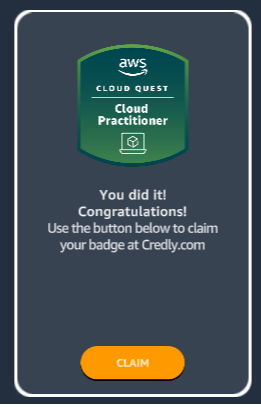 aws
CLOUD QUEST
Cloud
Practitioner
You did it!
Congratulations!
Use the button below to claim
your badge at Credly.com
CLAIM